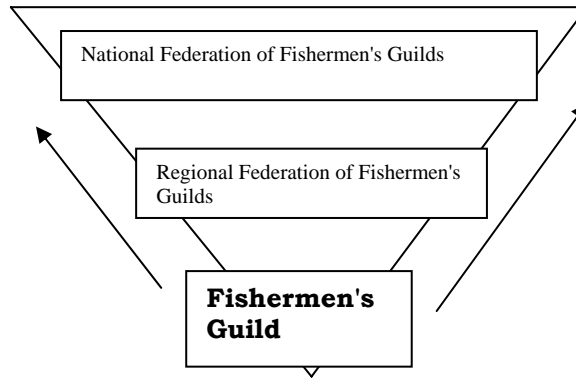 National Federation of Fishermen's Guilds
Regional Federation of Fishermen's
Guilds
Fishermen's
Guild